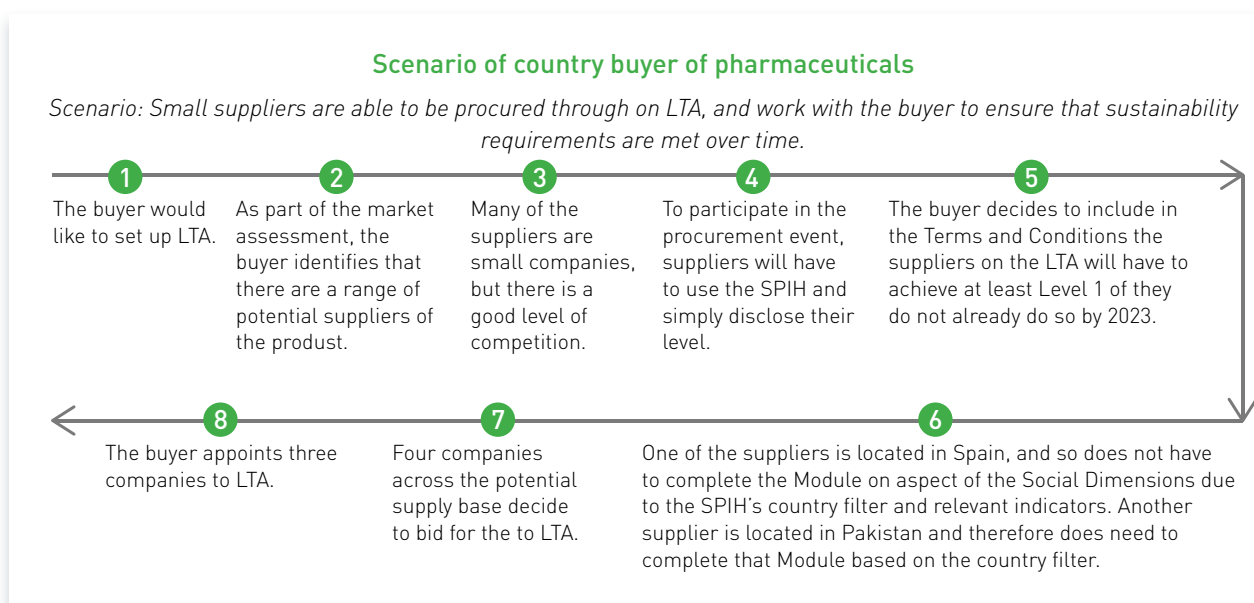 Scenario of country buyer of pharmaceuticals
Scenario: Small suppliers are able to be procured through on LTA, and work with the buyer to ensure that sustainability
requirements are met over time.
1
The buyer would
like to set up LTA.
2
As part of the market
assessment, the
buyer identifies that
there are a range of
potential suppliers of
the produst.
3
Many of the
suppliers are
small companies,
but there is a
good level of
competition.
4
To participate in the
procurement event,
suppliers will have
to use the SPIH and
simply disclose their
level.
5
The buyer decides to include in
the Terms and Conditions the
suppliers on the LTA will have to
achieve at least Level 1 of they
do not already do so by 2023.
6
One of the suppliers is located in Spain, and so does not have
to complete the Module on aspect of the Social Dimensions due
to the SPIH's country filter and relevant indicators. Another
supplier is located in Pakistan and therefore does need to
complete that Module based on the country filter.
7
Four companies
across the potential
supply base decide
to bid for the to LTA.
8
The buyer appoints three
companies to LTA.